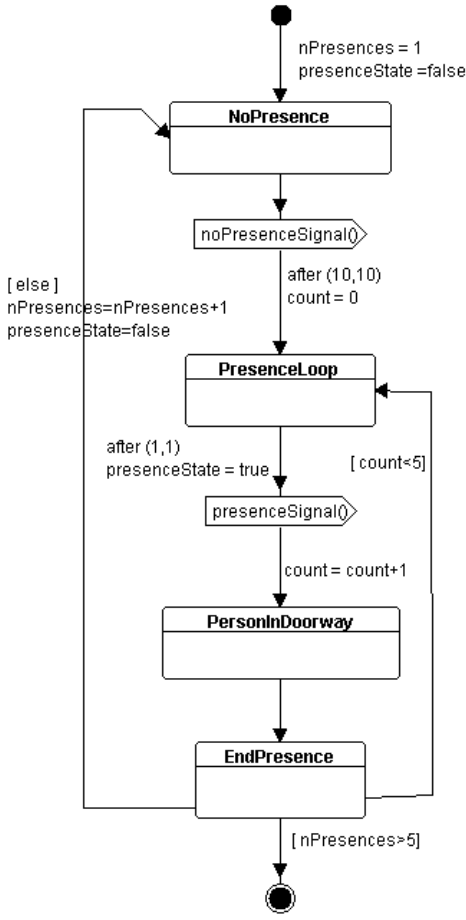 nPresences = 1
presenceState =false
NoPresence
noPresenceSignal()
[ else ]
nPresences=nPresences+1
presenceState=false
after (10,10)
count = 0
PresenceLoop
after (1,1)
presenceState = true
[ count<5]
presenceSignal()
count = count+1
PersonInDoorway
EndPresence
[ nPresences>5]